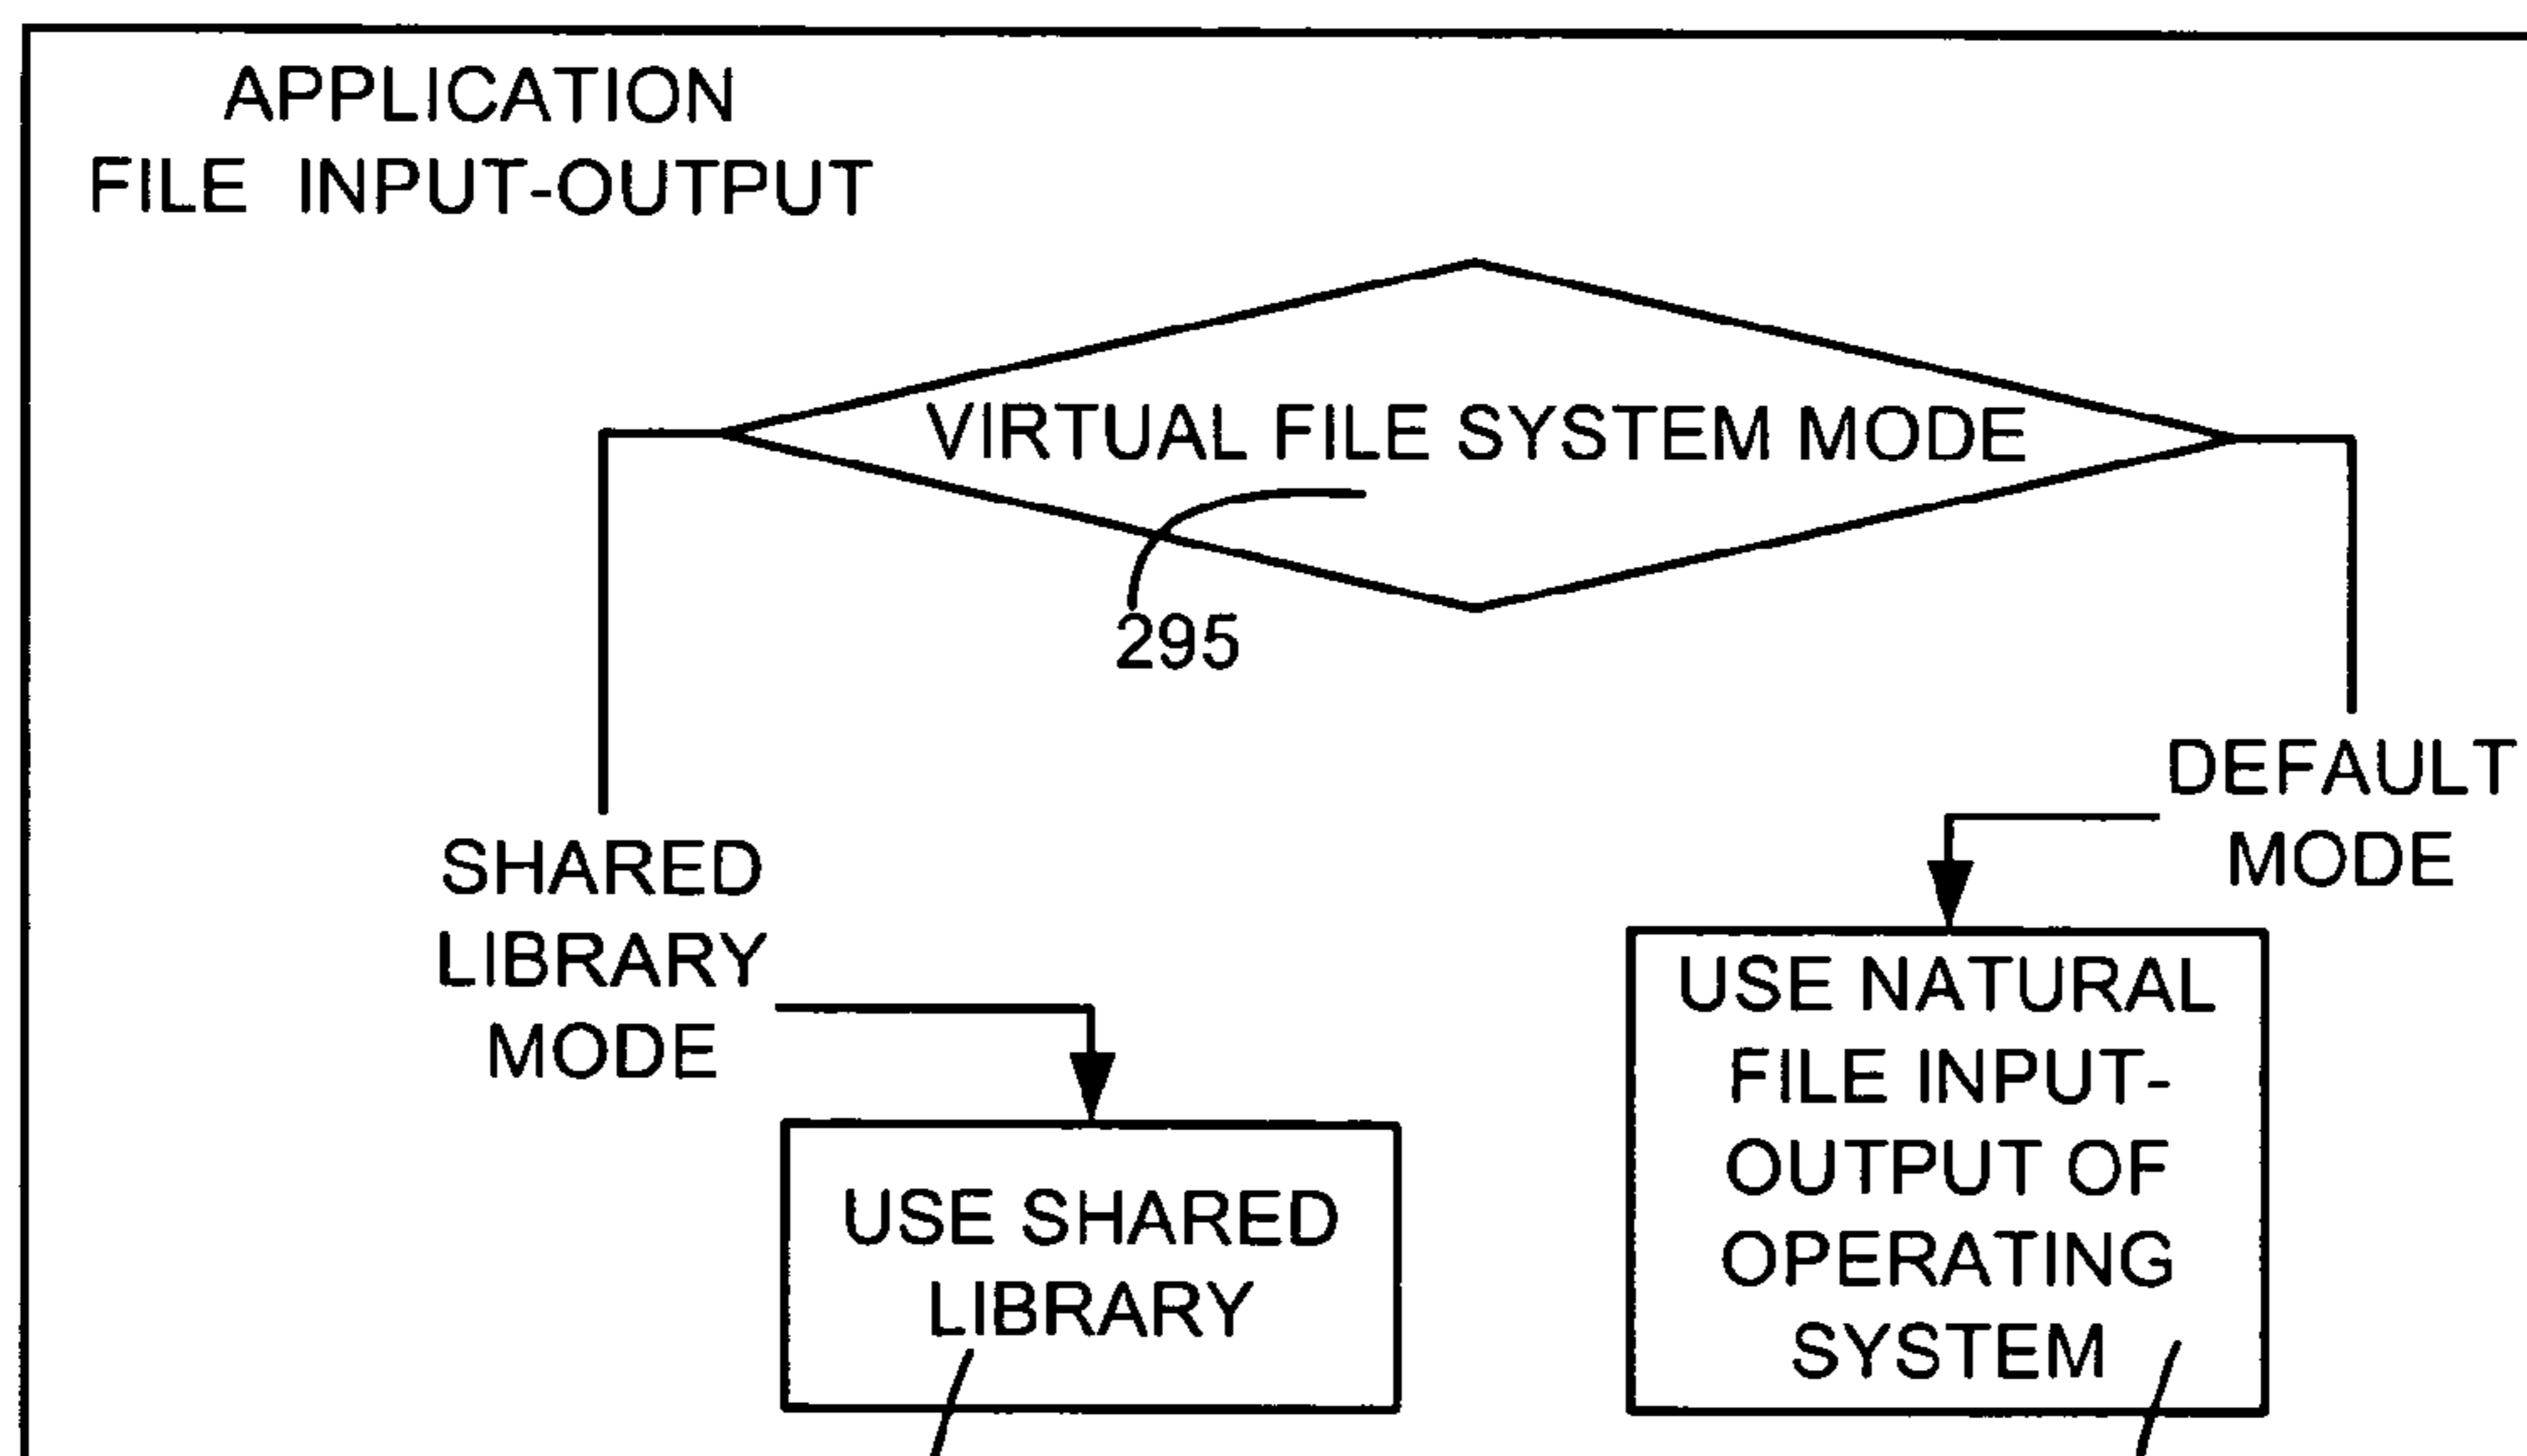 APPLICATION
FILE INPUT-OUTPUT
VIRTUAL FILE SYSTEM MODE
295
SHARED
LIBRARY
MODE
DEFAULT
MODE
USE SHARED
LIBRARY
USE NATURAL
FILE INPUT-
OUTPUT OF
OPERATING
SYSTEM